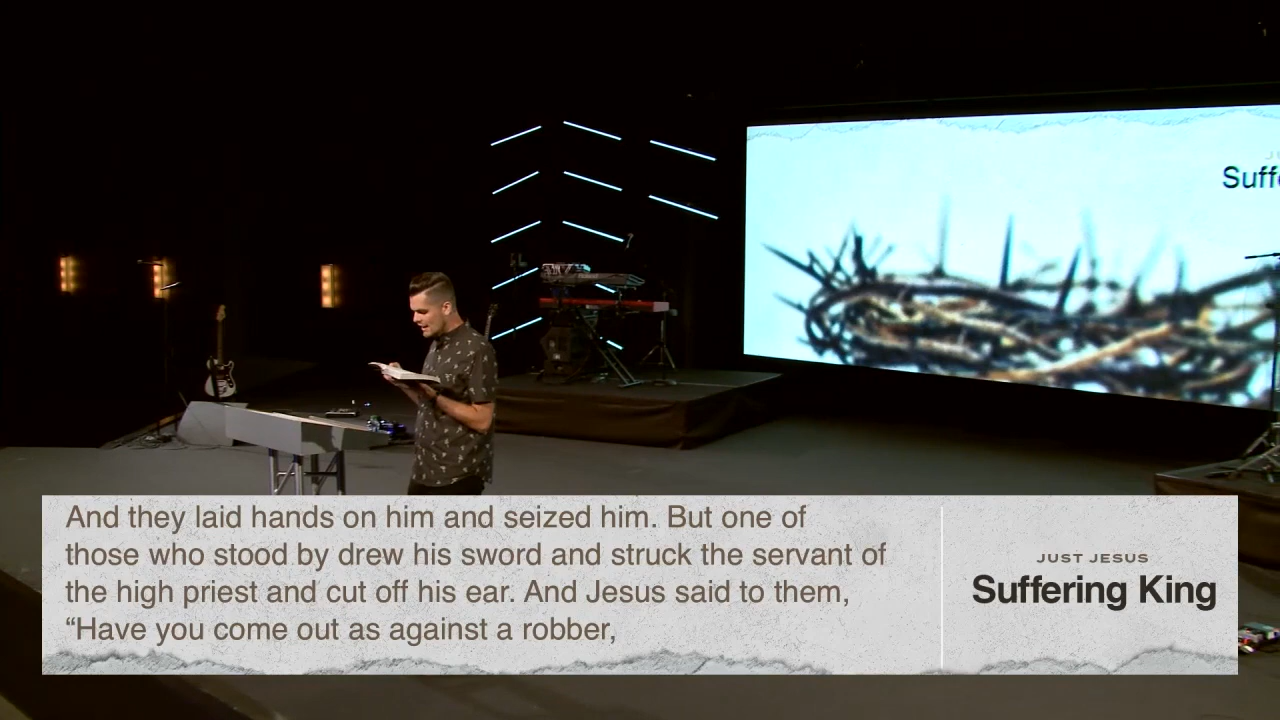 Suff
And they laid hands on him and seized him. But one of
those who stood by drew his sword and struck the servant of
the high priest and cut off his ear. And Jesus said to them,
“Have you come out as against a robber,
JUST JESUS
Suffering King